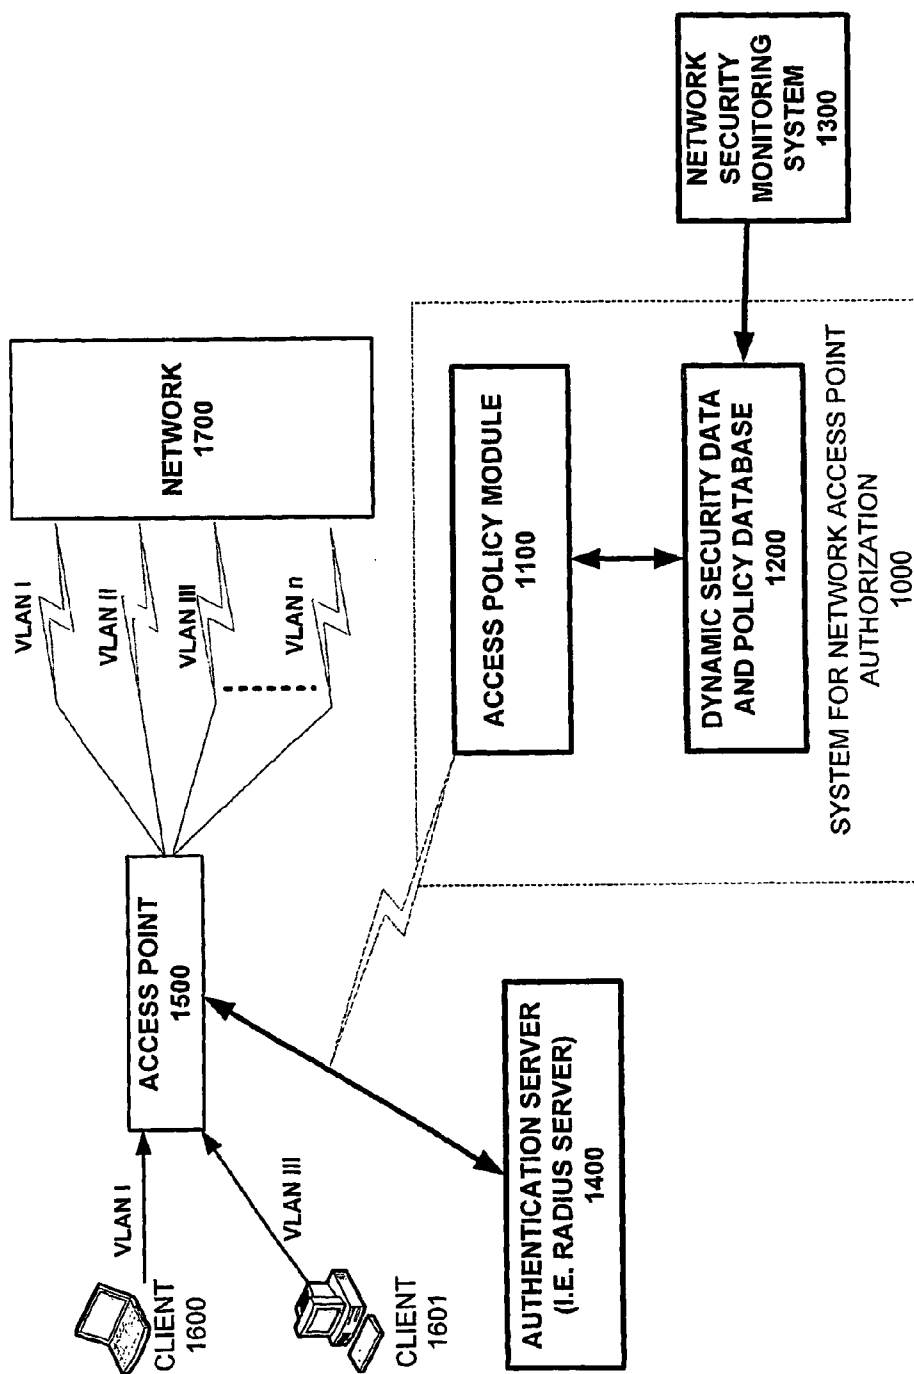 CLIENT
1600
VLAN I
CLIENT
1601
VLAN III
ACCESS POINT
1500
VLAN I
VLAN II
VLAN III
VLAN n
NETWORK
1700
AUTHENTICATION SERVER
(I.E. RADIUS SERVER)
1400
ACCESS POLICY MODULE
1100
DYNAMIC SECURITY DATA
AND POLICY DATABASE
1200
SYSTEM FOR NETWORK ACCESS POINT
AUTHORIZATION
1000
NETWORK
SECURITY
MONITORING
SYSTEM
1300